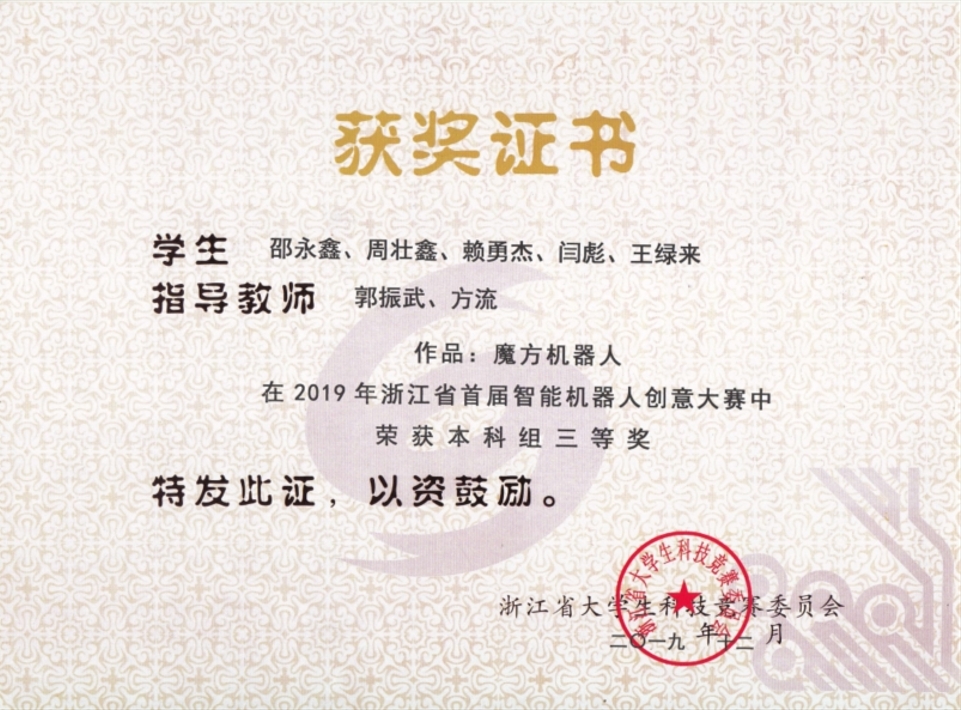 获奖证书
学生 邵永鑫、周壮鑫、赖勇杰、闫彪、王绿来
指导教师 郭振武、方流
作品：魔方机器人
在2019年浙江省首届智能机器人创意大赛中
荣获本科组三等奖
特发此证，以资鼓励。
浙江省大学生科技竞赛委员会
浙江省大学生科技竞赛委员会
二〇一九年十二月